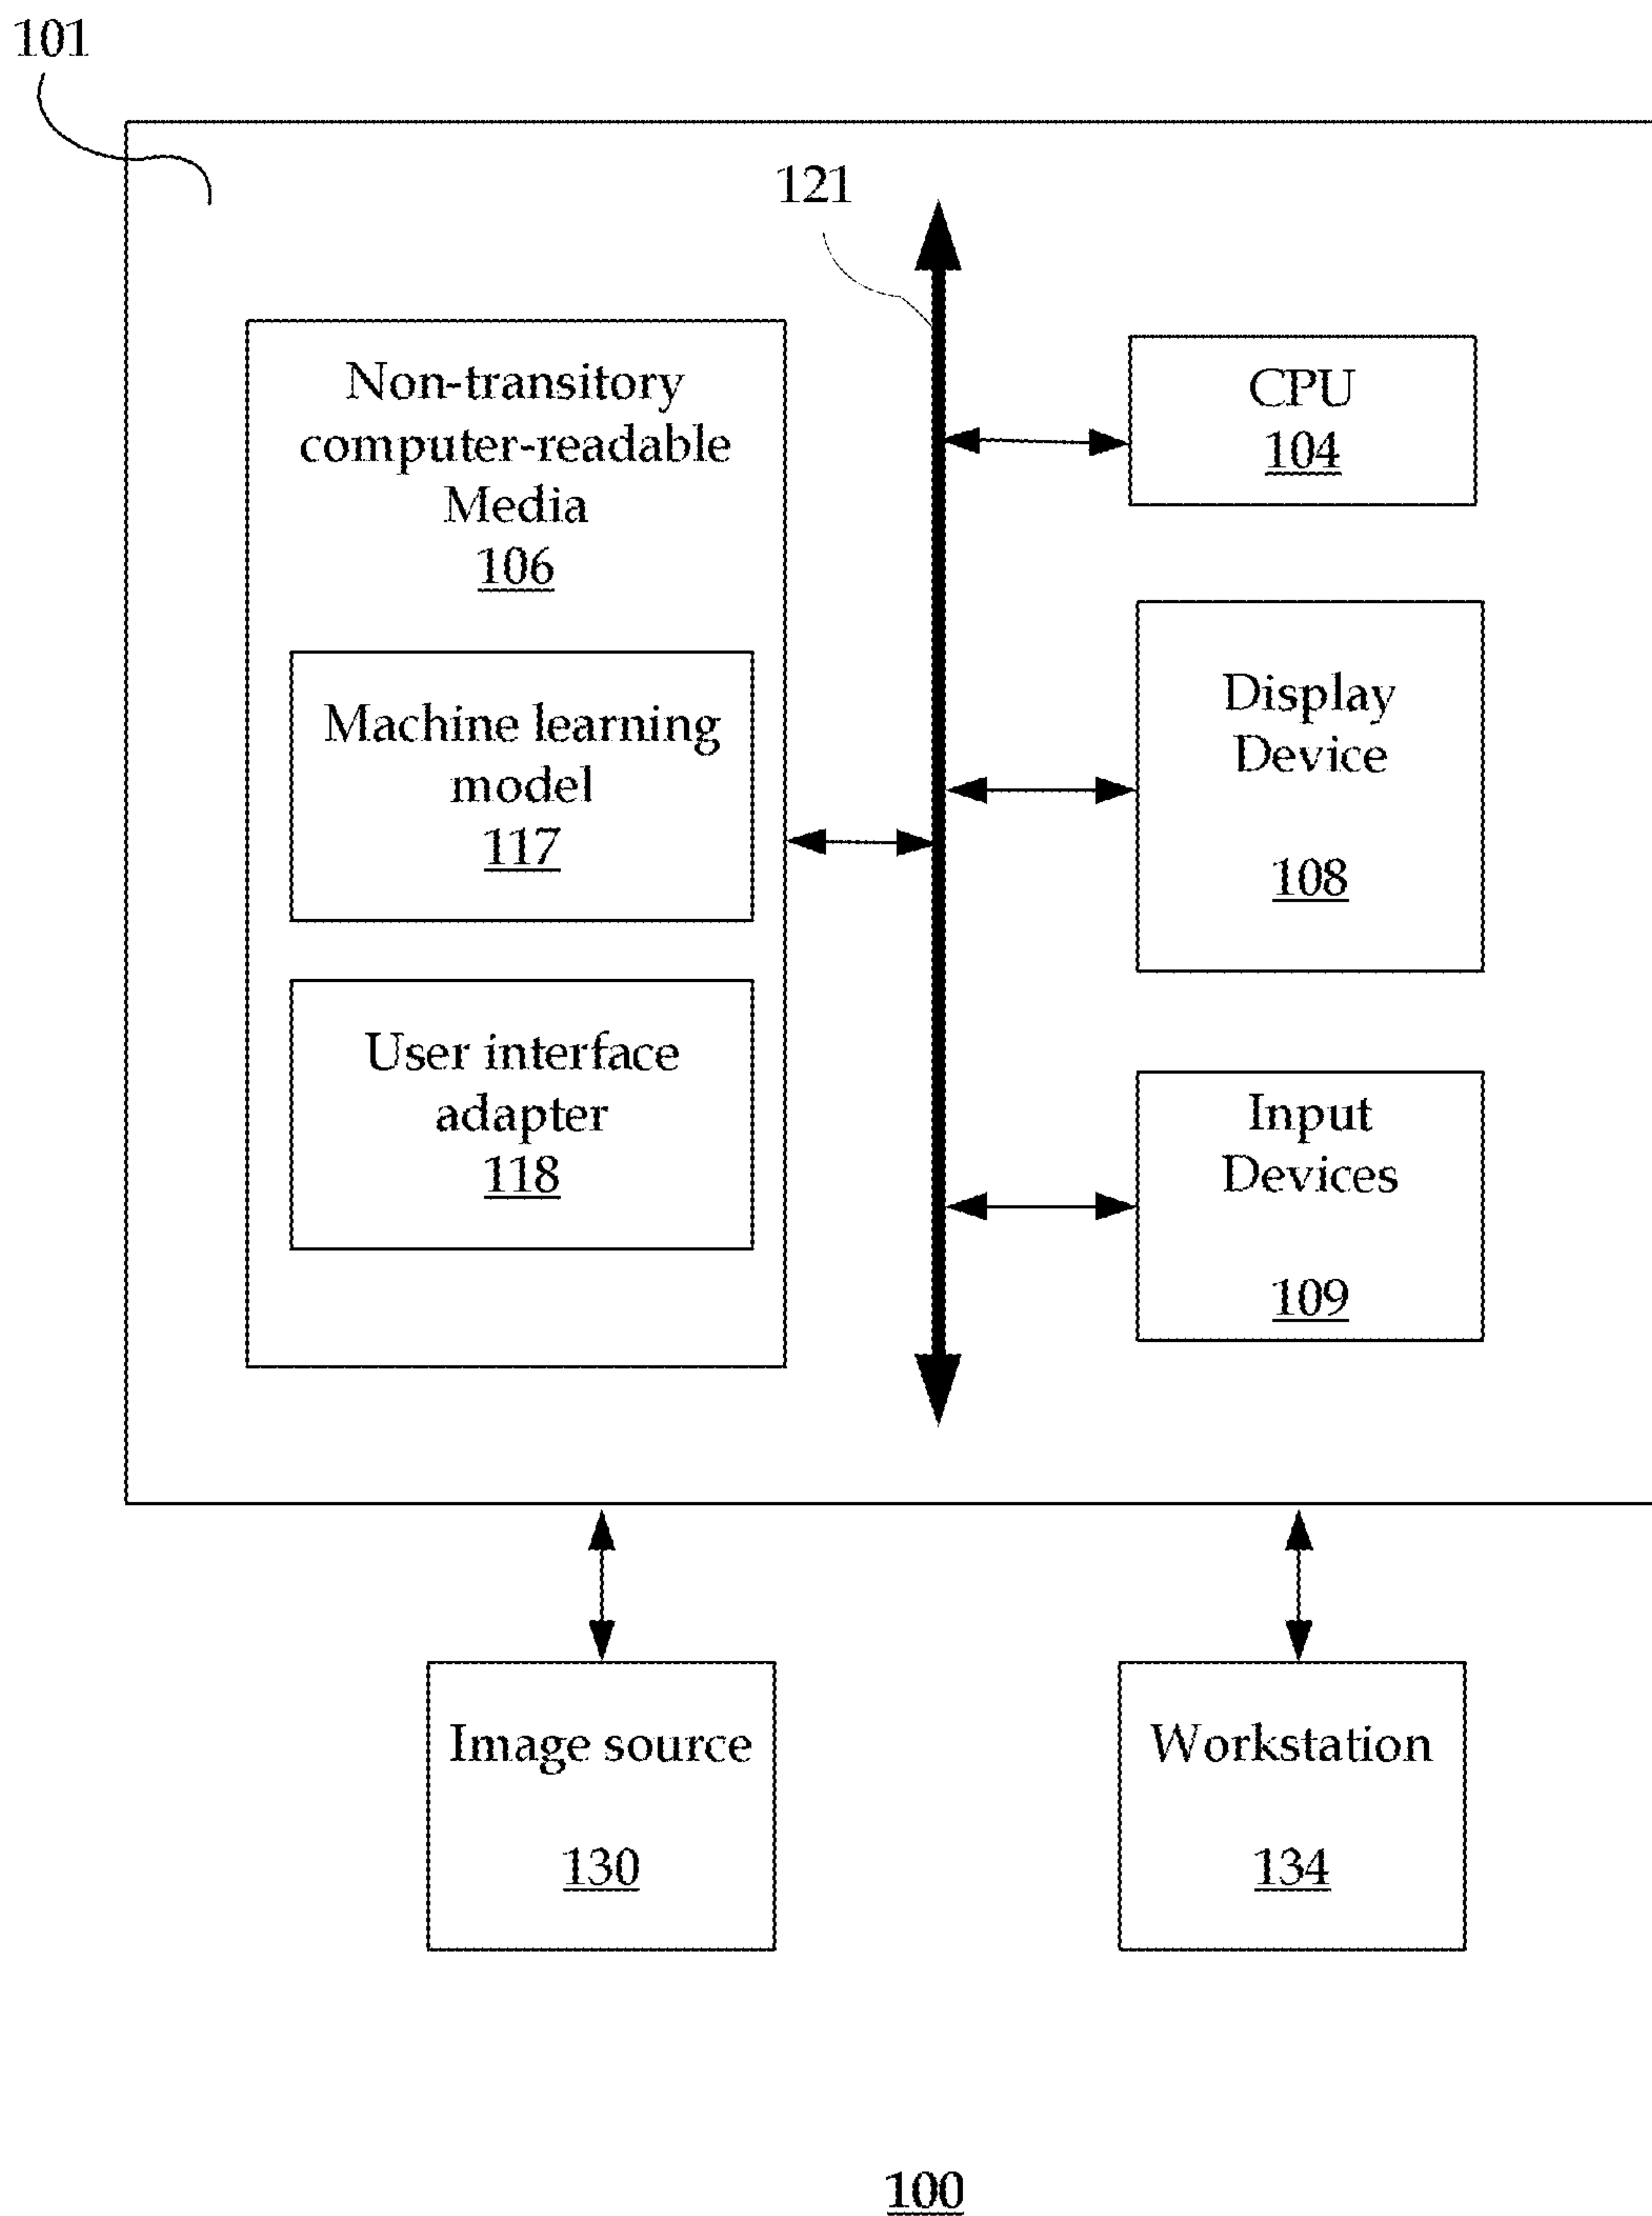 101
121
Non-transitory
computer-readable
Media
106
Machine learning
model
117
User interface
adapter
118
CPU
104
Display
Device
108
Input
Devices
109
Image source
130
Workstation
134
100